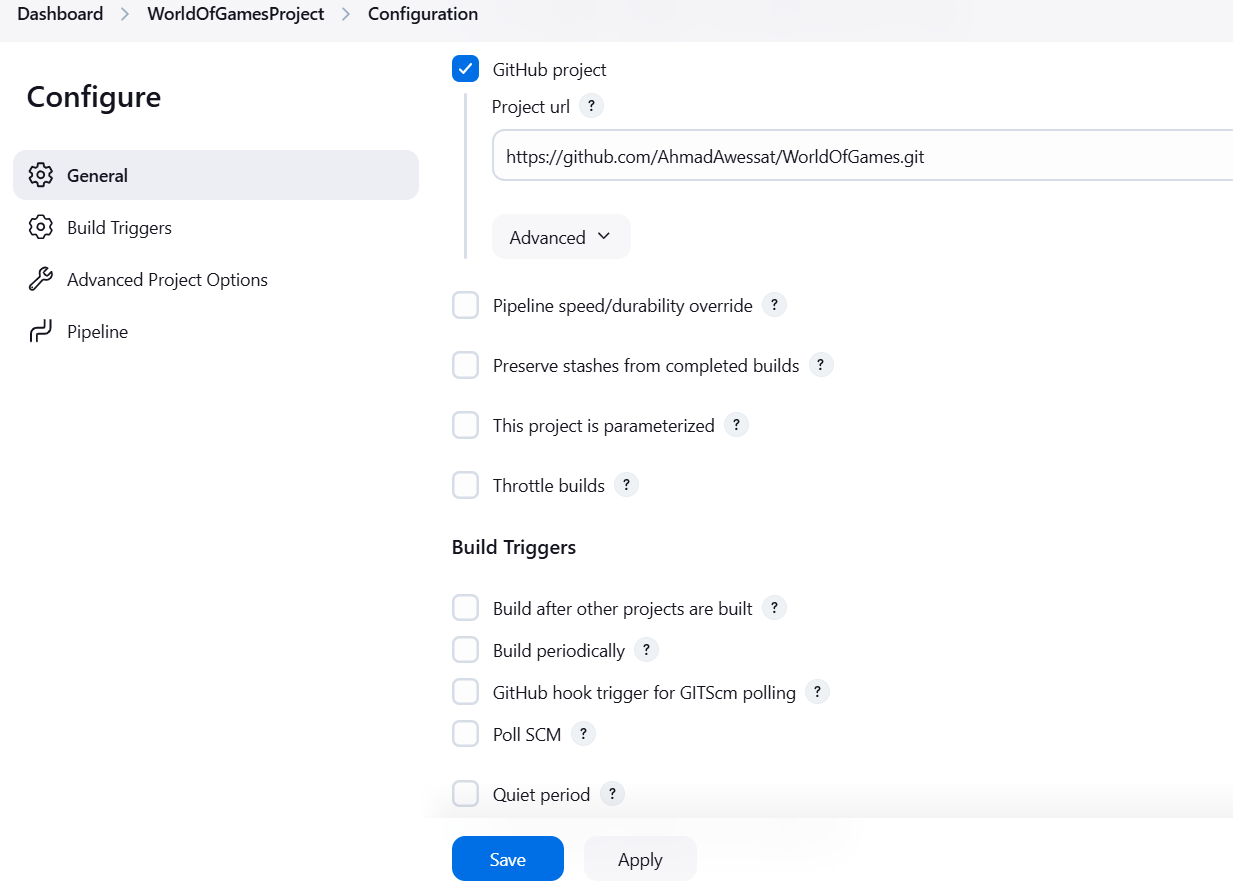 Dashboard > WorldOfGamesProject > Configuration
Configure
General
Build Triggers
Advanced Project Options
Pipeline
GitHub project
Project url ?
https://github.com/AhmadAwessat/WorldOfGames.git
Advanced
Pipeline speed/durability override ?
Preserve stashes from completed builds ?
This project is parameterized ?
Throttle builds ?
Build Triggers
Build after other projects are built ?
Build periodically ?
GitHub hook trigger for GITScm polling ?
Poll SCM ?
Quiet period ?
Save Apply